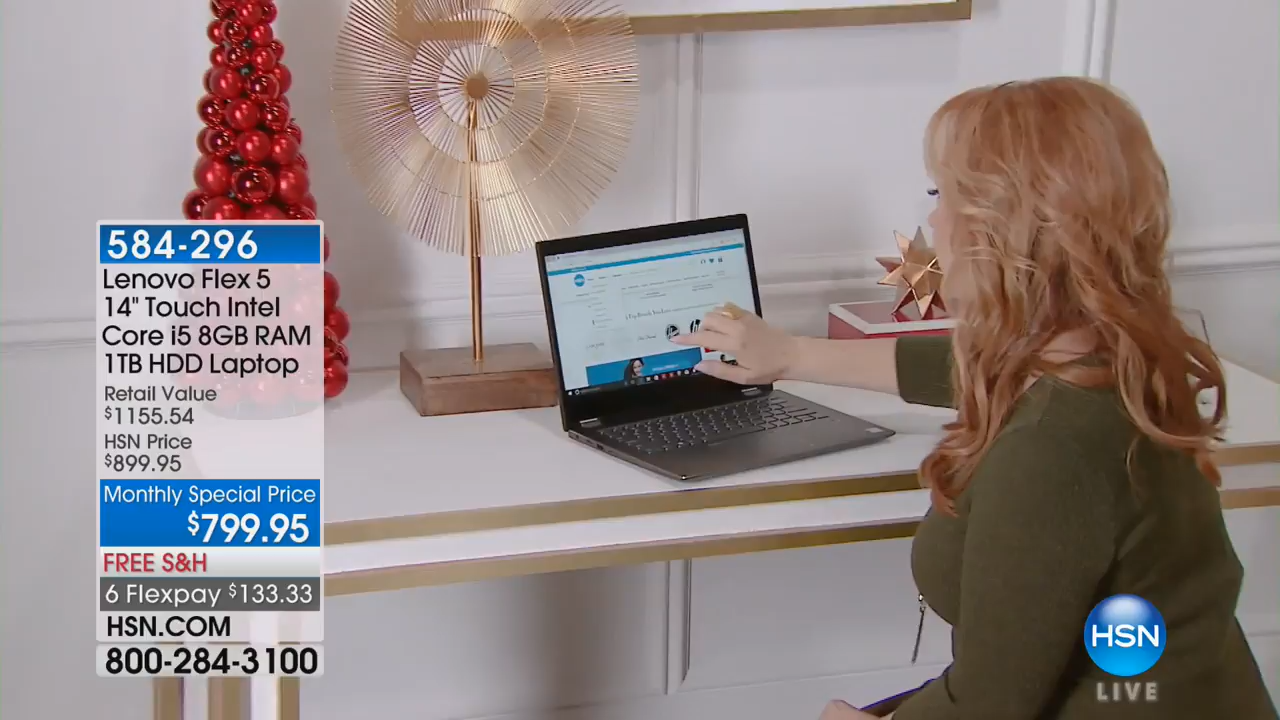 584-296
Lenovo Flex 5
14" Touch Intel
Core i5 8GB RAM
1TB HDD Laptop
Retail Value
$1155.54
HSN Price
$899.95
Monthly Special Price
$799.95
FREE S&H
6 Flexpay $133.33
HSN.COM
800-284-3100
HSN
LIVE